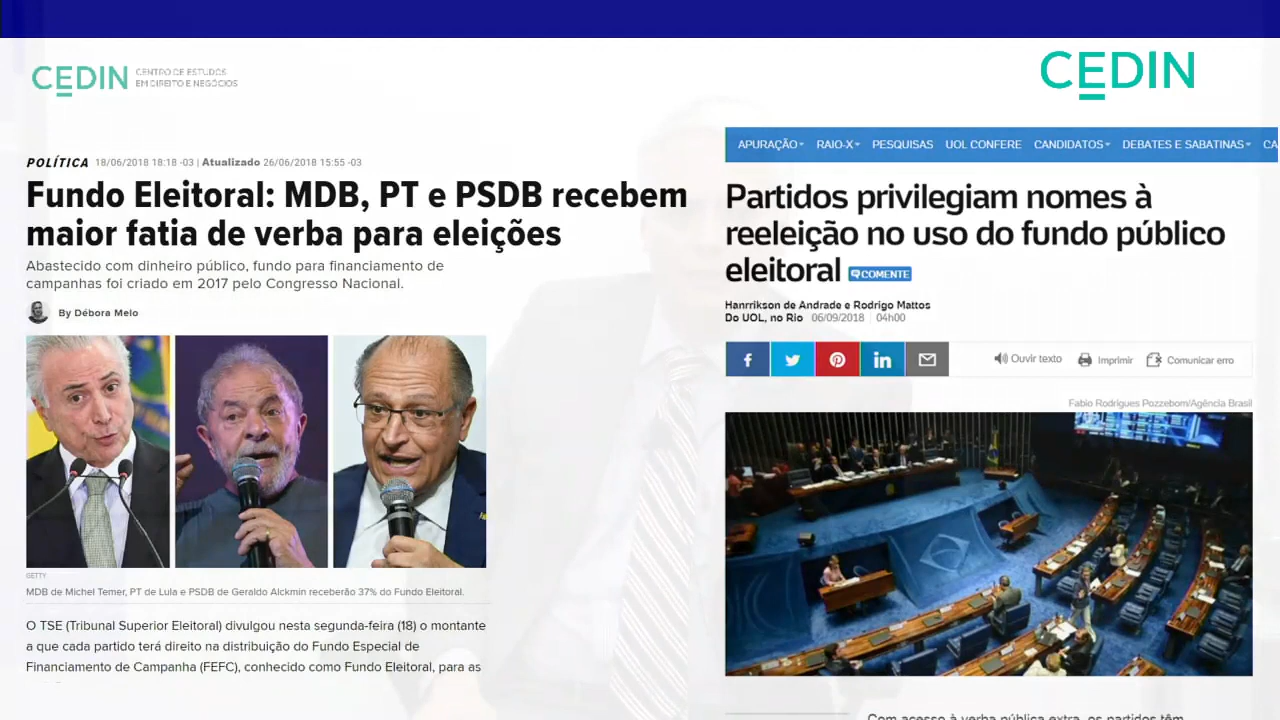 CEDIN
CENTRO DE ESTUDOS
EM DIREITO E NEGÓCIOS
CEDIN
POLÍTICA 18/06/2018 18:18 -03 | Atualizado 26/06/2018 15:55 -03
Fundo Eleitoral: MDB, PT e PSDB recebem
maior fatia de verba para eleições
Abastecido com dinheiro público, fundo para financiamento de
campanhas foi criado em 2017 pelo Congresso Nacional.
By Débora Melo
GETTY
MDB de Michel Temer, PT de Lula e PSDB de Geraldo Alckmin receberão 37% do Fundo Eleitoral.
O TSE (Tribunal Superior Eleitoral) divulgou nesta segunda-feira (18) o montante
a que cada partido terá direito na distribuição do Fundo Especial de
Financiamento de Campanha (FEFC), conhecido como Fundo Eleitoral, para as
APURAÇÃO RAIO-X PESQUISAS UOL CONFERE CANDIDATOS DEBATES E SABATINAS CA
Partidos privilegiam nomes à
reeleição no uso do fundo público
eleitoral COMENTE
Hanrrikson de Andrade e Rodrigo Mattos
Do UOL, no Rio 06/09/2018 | 04h00
Ouvir texto Imprimir Comunicar erro
Fabio Rodrigues Pozzebom/Agência Brasil
Com acesso à verba pública extra, os partidos têm